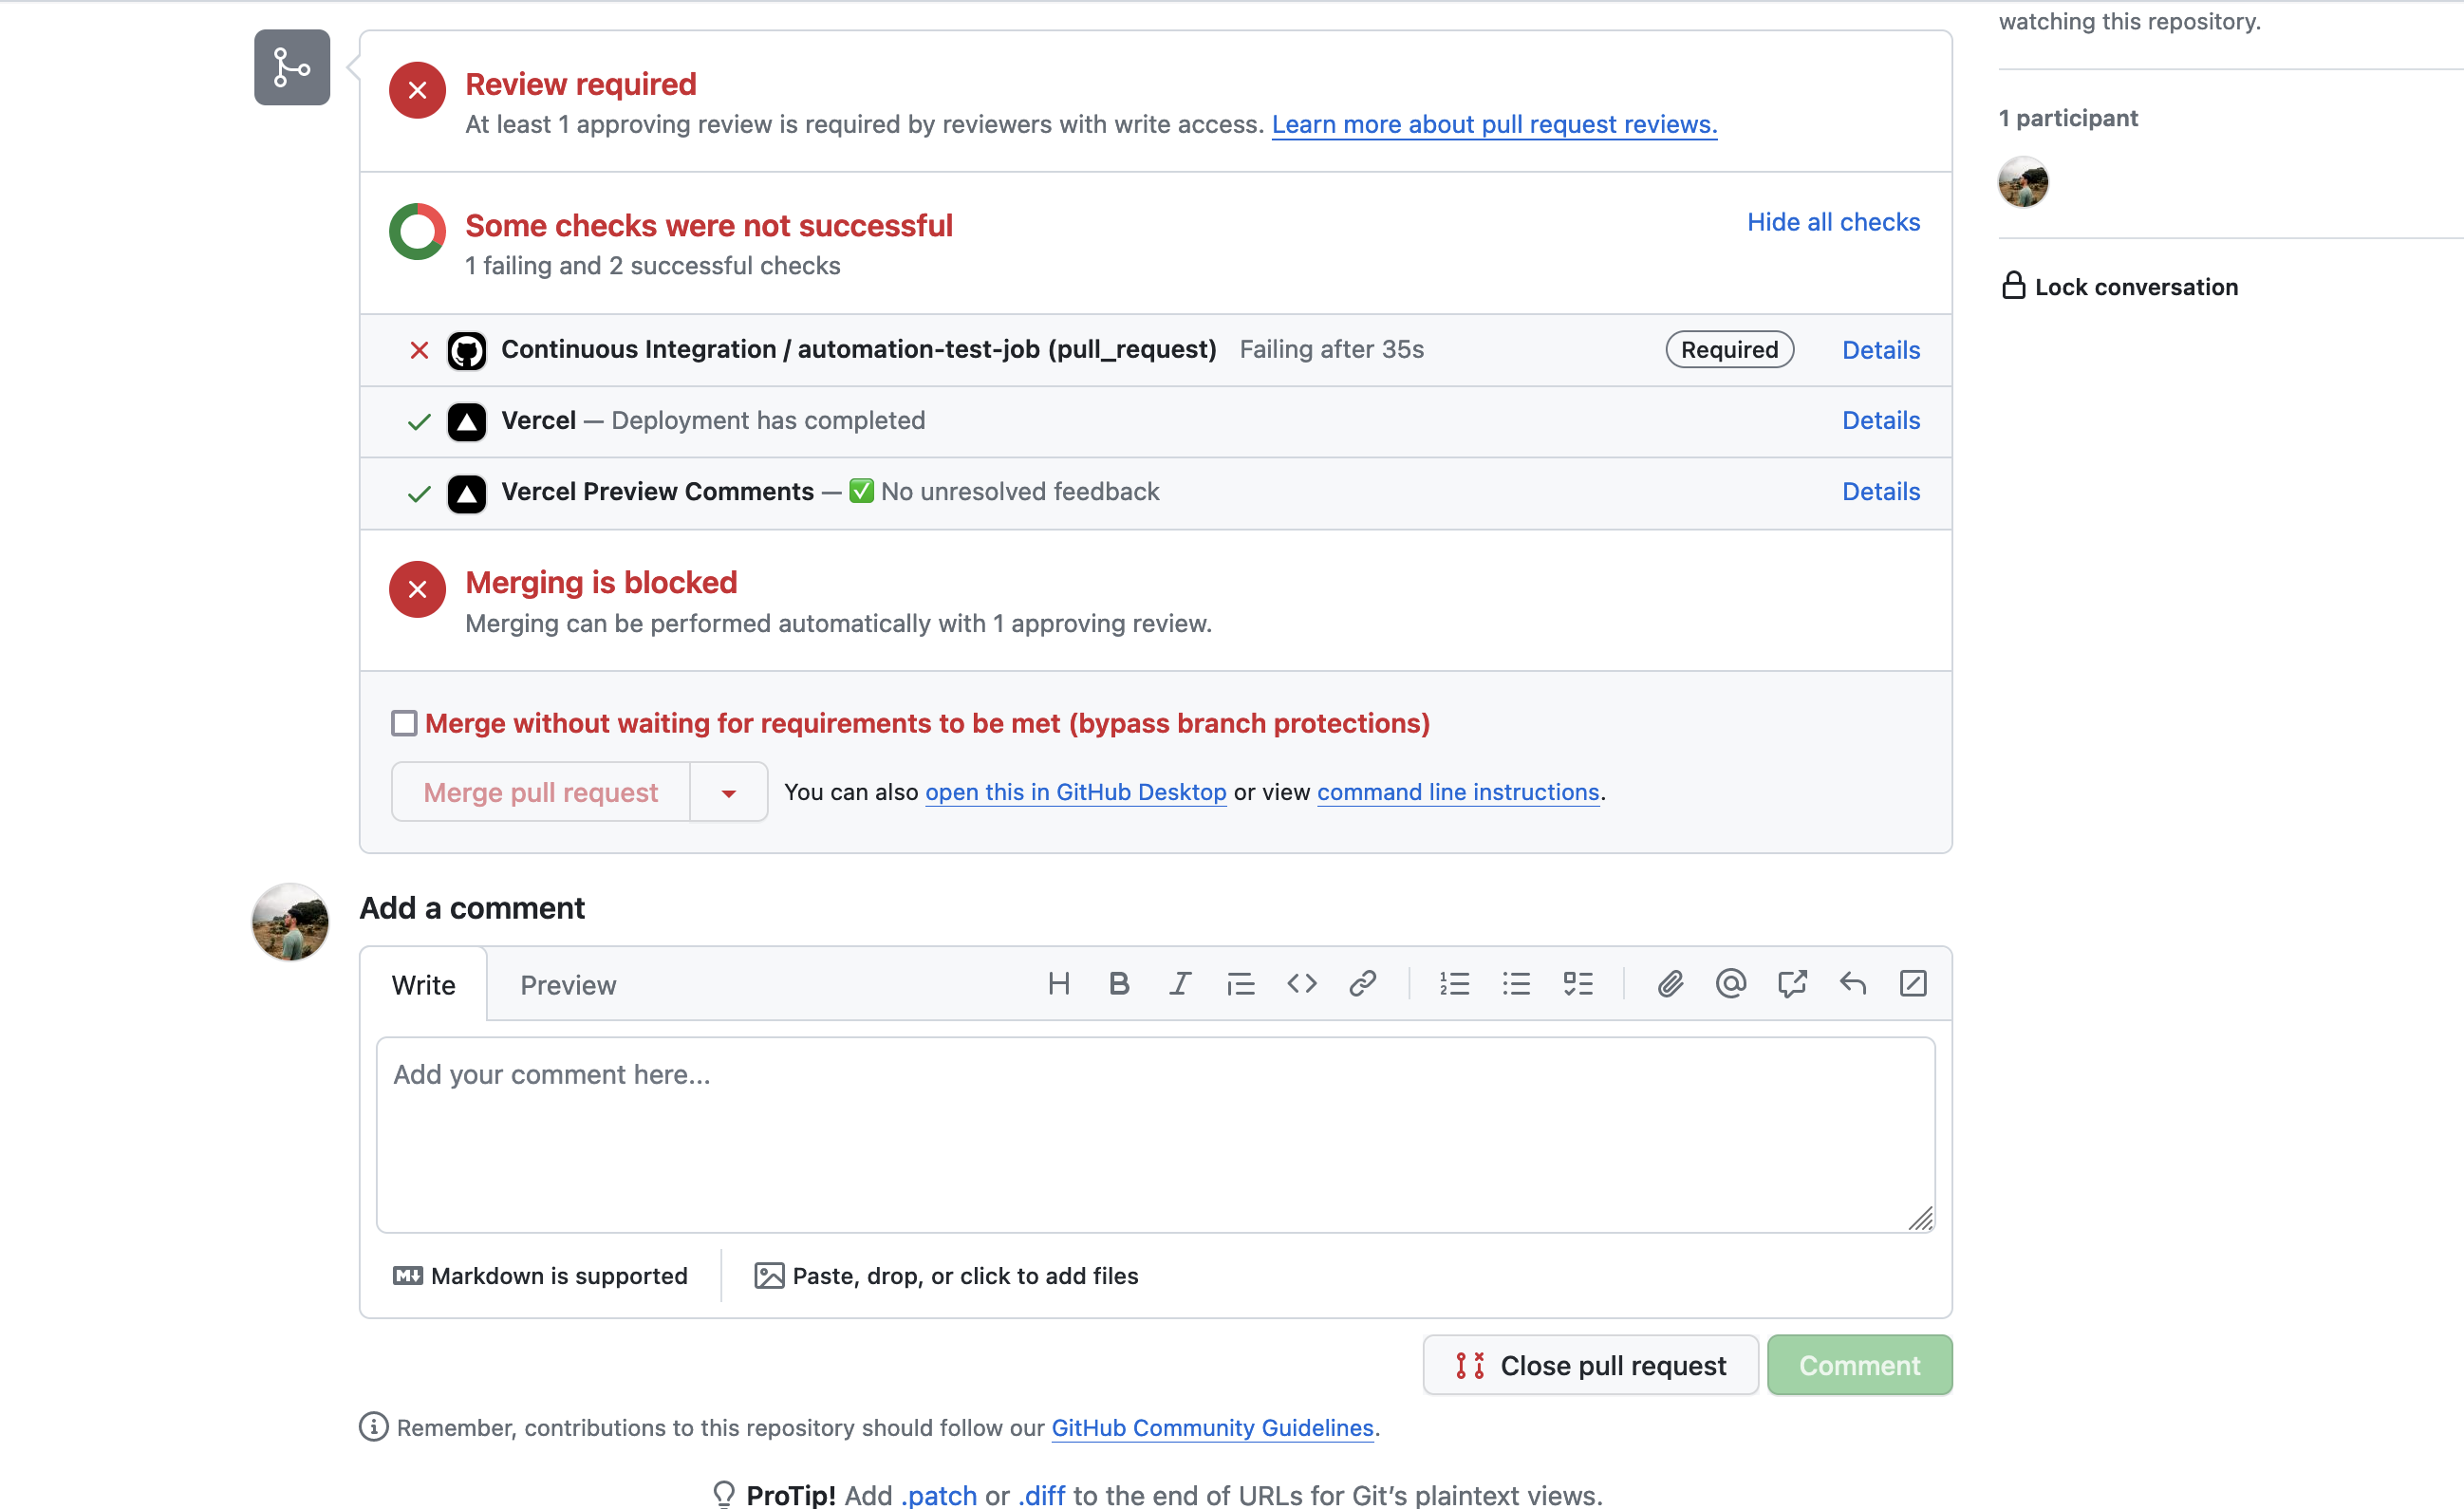 watching this repository.
1 participant
Lock conversation
Review required
At least 1 approving review is required by reviewers with write access. Learn more about pull request reviews.
Some checks were not successful
Hide all checks
1 failing and 2 successful checks
Continuous Integration / automation-test-job (pull_request) Failing after 35s Required Details
Vercel — Deployment has completed Details
Vercel Preview Comments — ✅ No unresolved feedback Details
Merging is blocked
Merging can be performed automatically with 1 approving review.
Merge without waiting for requirements to be met (bypass branch protections)
Merge pull request You can also open this in GitHub Desktop or view command line instructions.
Add a comment
Write Preview
Add your comment here...
Markdown is supported Paste, drop, or click to add files
Close pull request Comment
Remember, contributions to this repository should follow our GitHub Community Guidelines.
ProTip! Add .patch or .diff to the end of URLs for Git’s plaintext views.